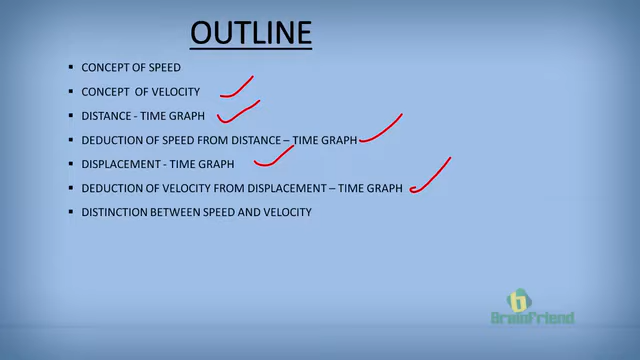 OUTLINE
▪ CONCEPT OF SPEED
▪ CONCEPT OF VELOCITY
▪ DISTANCE - TIME GRAPH
▪ DEDUCTION OF SPEED FROM DISTANCE – TIME GRAPH
▪ DISPLACEMENT - TIME GRAPH
▪ DEDUCTION OF VELOCITY FROM DISPLACEMENT – TIME GRAPH
▪ DISTINCTION BETWEEN SPEED AND VELOCITY
b
BrainFriend